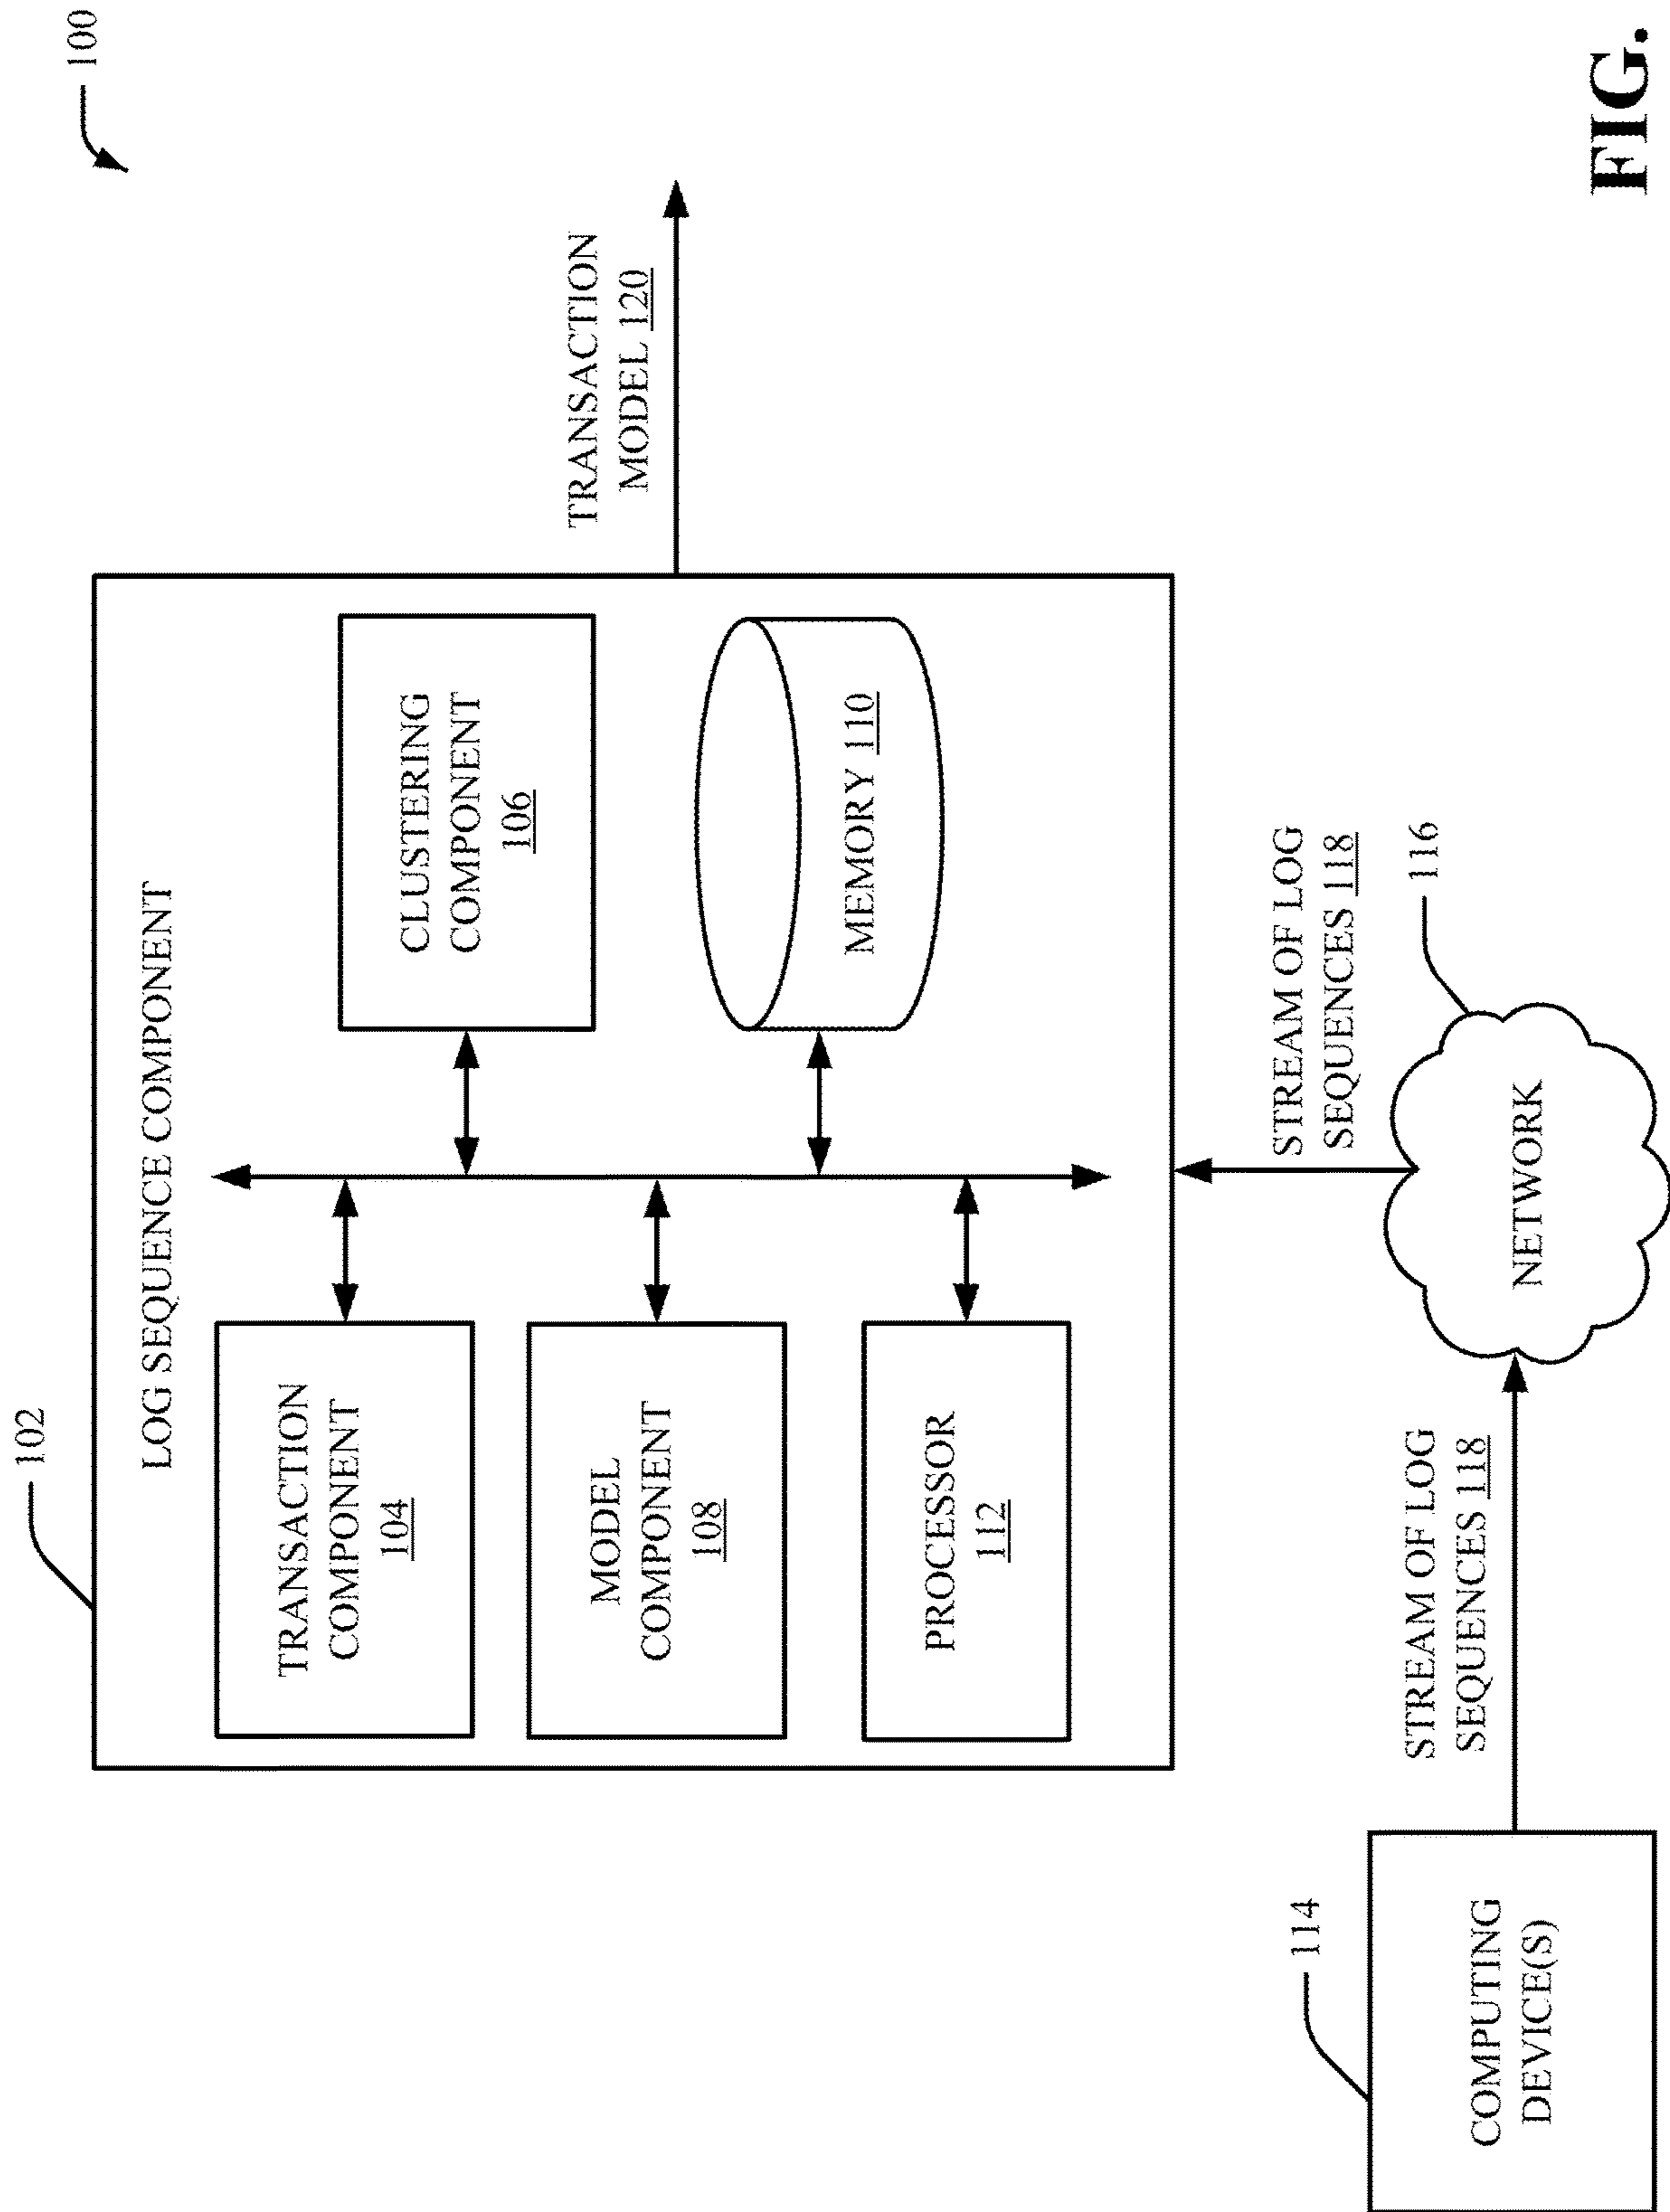 100
102
LOG SEQUENCE COMPONENT
TRANSACTION
COMPONENT
104
CLUSTERING
COMPONENT
106
MODEL
COMPONENT
108
MEMORY 110
PROCESSOR
112
TRANSACTION
MODEL 120
STREAM OF LOG
SEQUENCES 118
116
114
COMPUTING
DEVICE(S)
STREAM OF LOG
SEQUENCES 118
NETWORK
FIG.